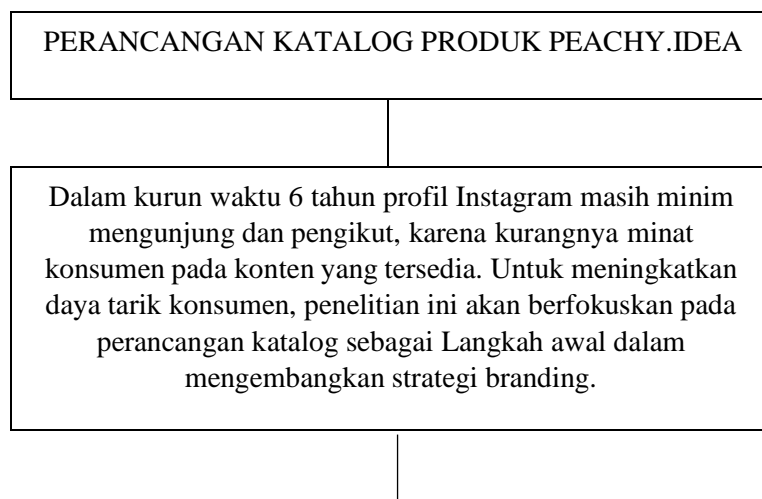 PERANCANGAN KATALOG PRODUK PEACHY.IDEA
Dalam kurun waktu 6 tahun profil Instagram masih minim
mengunjung dan pengikut, karena kurangnya minat
konsumen pada konten yang tersedia. Untuk meningkatkan
daya tarik konsumen, penelitian ini akan berfokuskan pada
perancangan katalog sebagai Langkah awal dalam
mengembangkan strategi branding.